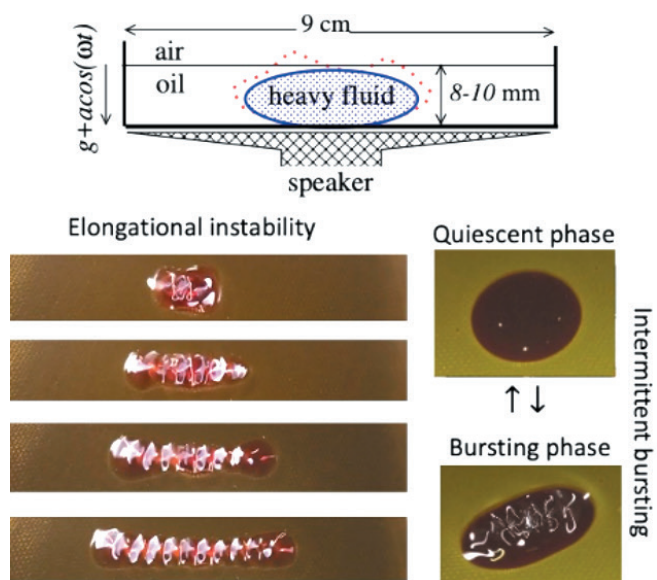 9 cm
air
oil
heavy fluid
8-10 mm
g+acos(ωt)
speaker
Elongational instability
Quiescent phase
↑↓
Bursting phase
Intermittent bursting